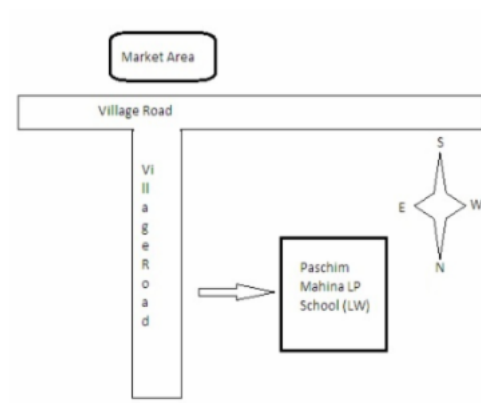 Market Area
Village Road
S
E
W
N
Vi
ll
a
g
e
R
o
a
d
Paschim
Mahina LP
School (LW)